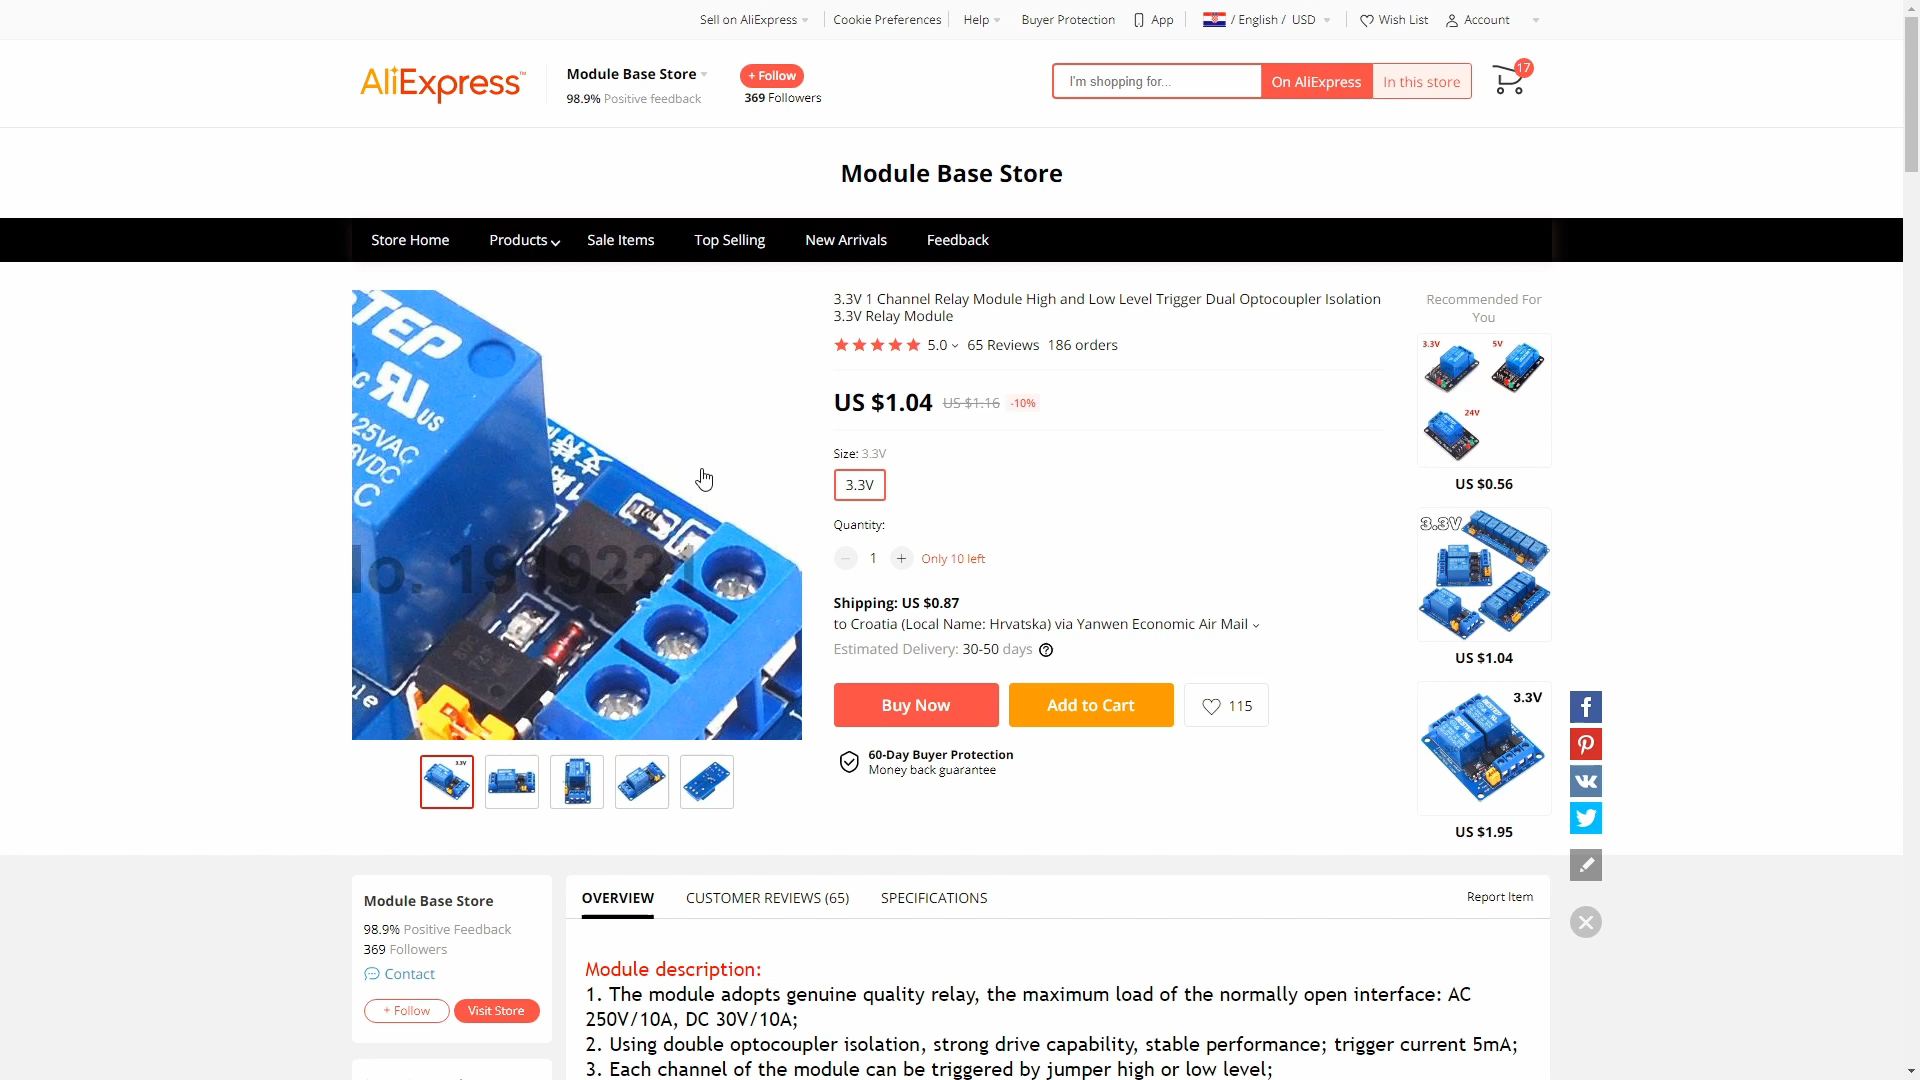 Sell on AliExpress
Cookie Preferences
Help
Buyer Protection
App
/ English / USD
Wish List
Account
AliExpress™
Module Base Store
98.9% Positive feedback
+ Follow
369 Followers
I'm shopping for...
On AliExpress
In this store
17
Module Base Store
Store Home
Products
Sale Items
Top Selling
New Arrivals
Feedback
US
25VAC
VDC
C
支持
No. 1919231
3.3V 1 Channel Relay Module High and Low Level Trigger Dual Optocoupler Isolation
3.3V Relay Module
5.0
65 Reviews
186 orders
US $1.04
US $1.16
-10%
Size: 3.3V
3.3V
Quantity:
1
Only 10 left
Shipping: US $0.87
to Croatia (Local Name: Hrvatska) via Yanwen Economic Air Mail
Estimated Delivery: 30-50 days
Buy Now
Add to Cart
115
60-Day Buyer Protection
Money back guarantee
Recommended For
You
3.3V
5V
24V
US $0.56
3.3V
US $1.04
3.3V
US $1.95
Module Base Store
98.9% Positive Feedback
369 Followers
Contact
+ Follow
Visit Store
OVERVIEW
CUSTOMER REVIEWS (65)
SPECIFICATIONS
Report Item
Module description:
1. The module adopts genuine quality relay, the maximum load of the normally open interface: AC
250V/10A, DC 30V/10A;
2. Using double optocoupler isolation, strong drive capability, stable performance; trigger current 5mA;
3. Each channel of the module can be triggered by jumper high or low level;